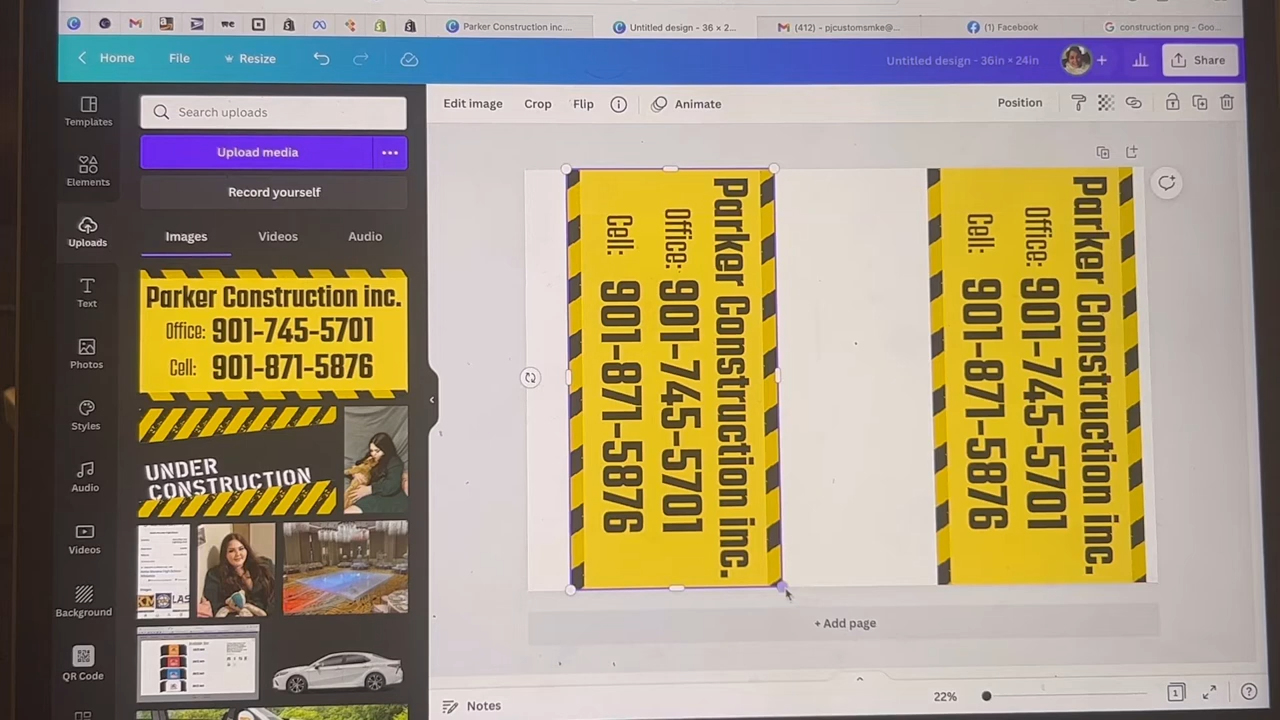 Parker Construction inc....
Untitled design - 36 x 2...
M (412) - pjcustomsmke@...
(1) Facebook
G construction png - Goo...
Home
File
Resize
Untitled design - 36in × 24in
+
Share
Templates
Elements
Uploads
Text
Photos
Styles
Audio
Videos
Background
QR Code
Search uploads
Upload media
...
Record yourself
Images
Videos
Audio
Parker Construction inc.
Office: 901-745-5701
Cell: 901-871-5876
UNDER
CONSTRUCTION
Edit image
Crop
Flip
Animate
Position
Parker Construction inc.
Office: 901-745-5701
Cell: 901-871-5876
Parker Construction inc.
Office: 901-745-5701
Cell: 901-871-5876
+ Add page
Notes
22%
1
?